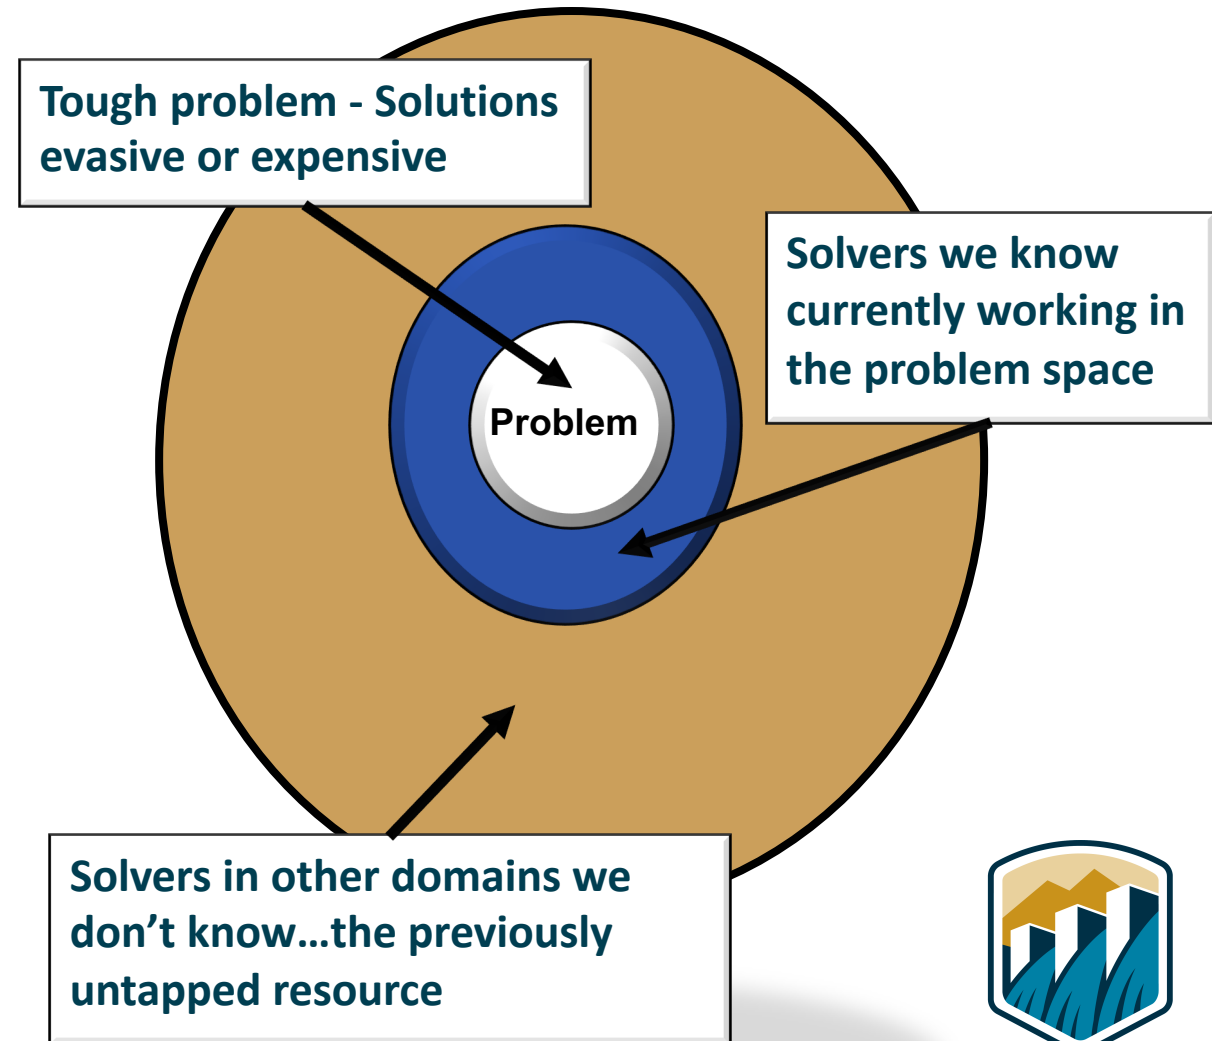 Tough problem - Solutions
evasive or expensive
Solvers we know
currently working in
the problem space
Problem
Solvers in other domains we
don’t know…the previously
untapped resource